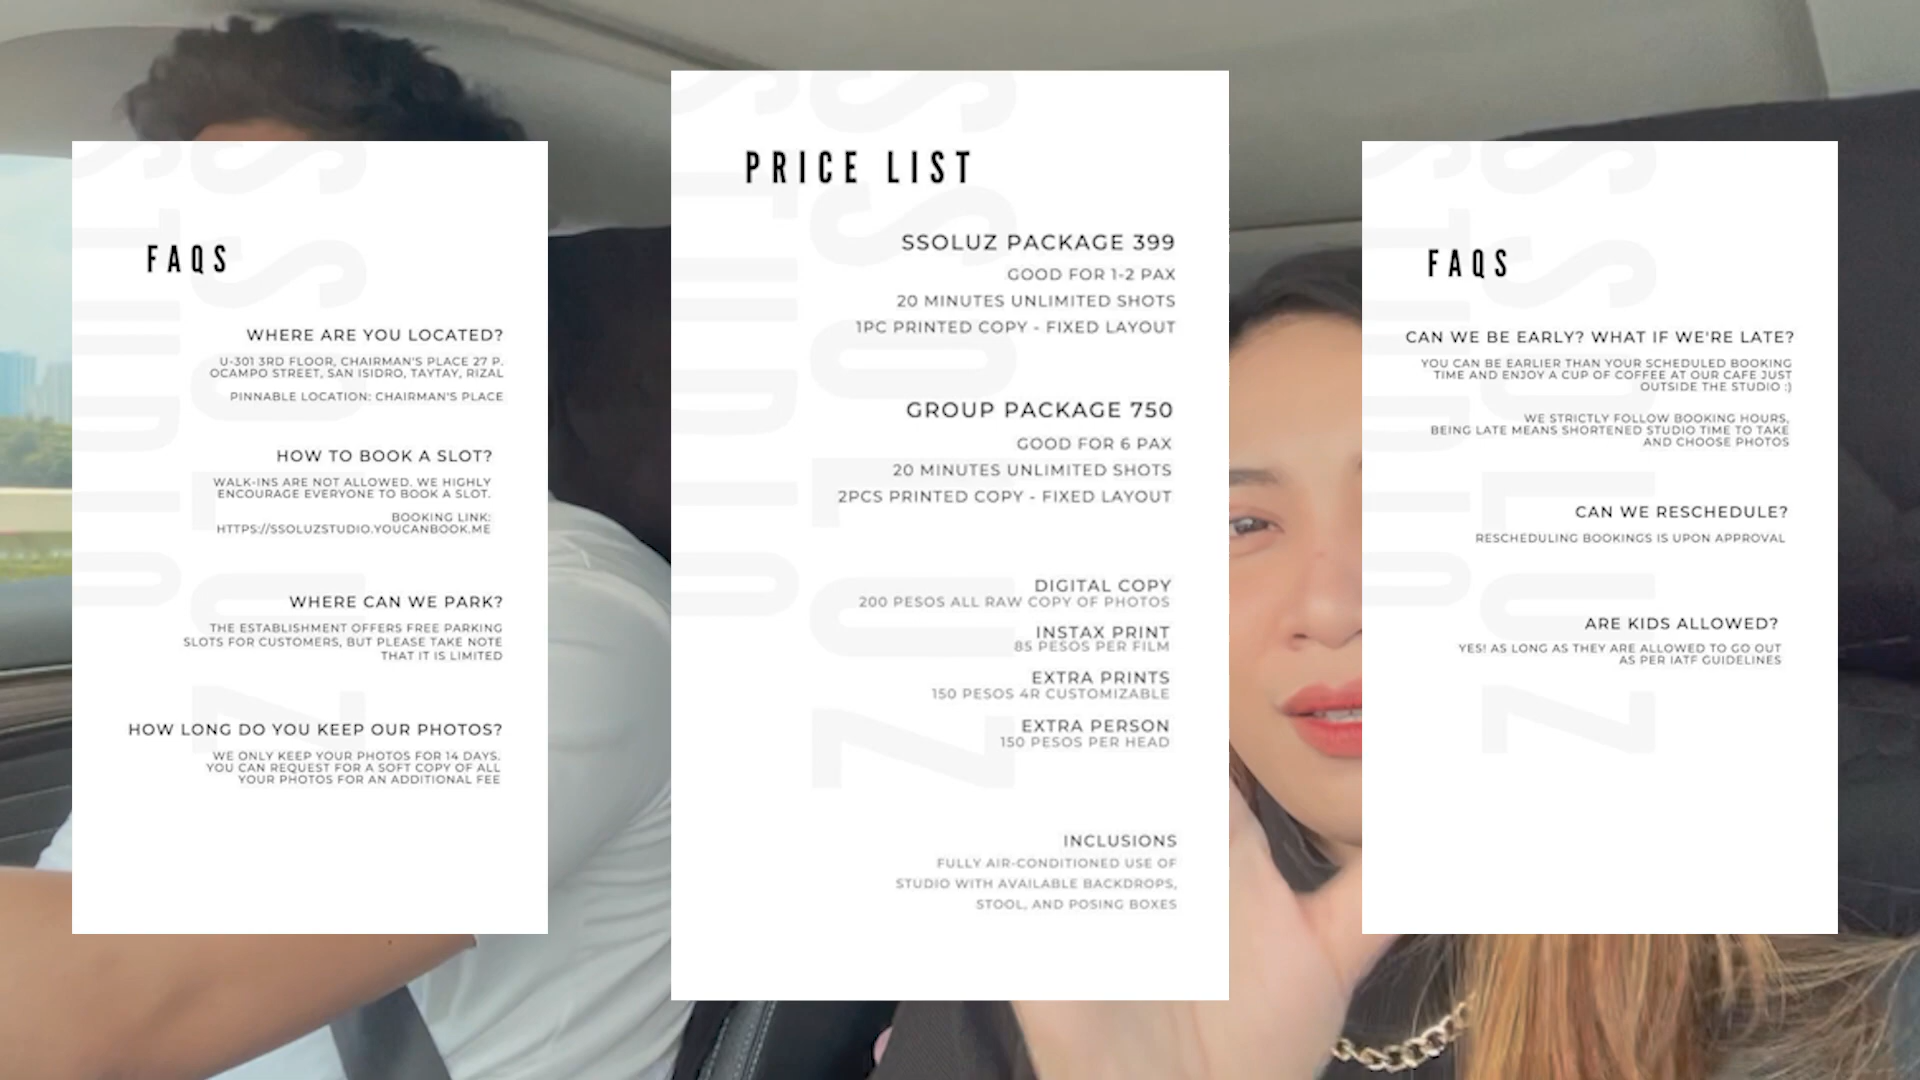 FAQS
WHERE ARE YOU LOCATED?
U-301 3RD FLOOR, CHAIRMAN'S PLACE 27 P.
OCAMPO STREET, SAN ISIDRO, TAYTAY, RIZAL
PINNABLE LOCATION: CHAIRMAN'S PLACE
HOW TO BOOK A SLOT?
WALK-INS ARE NOT ALLOWED. WE HIGHLY
ENCOURAGE EVERYONE TO BOOK A SLOT.
BOOKING LINK:
HTTPS://SSOLUZSTUDIO.YOUCANBOOK.ME
WHERE CAN WE PARK?
THE ESTABLISHMENT OFFERS FREE PARKING
SLOTS FOR CUSTOMERS, BUT PLEASE TAKE NOTE
THAT IT IS LIMITED
HOW LONG DO YOU KEEP OUR PHOTOS?
WE ONLY KEEP YOUR PHOTOS FOR 14 DAYS.
YOU CAN REQUEST FOR A SOFT COPY OF ALL
YOUR PHOTOS FOR AN ADDITIONAL FEE
SSOLUZ
STUDIO
PRICE LIST
SSOLUZ PACKAGE 399
GOOD FOR 1-2 PAX
20 MINUTES UNLIMITED SHOTS
1PC PRINTED COPY - FIXED LAYOUT
GROUP PACKAGE 750
GOOD FOR 6 PAX
20 MINUTES UNLIMITED SHOTS
2PCS PRINTED COPY - FIXED LAYOUT
DIGITAL COPY
200 PESOS ALL RAW COPY OF PHOTOS
INSTAX PRINT
85 PESOS PER FILM
EXTRA PRINTS
150 PESOS 4R CUSTOMIZABLE
EXTRA PERSON
150 PESOS PER HEAD
INCLUSIONS
FULLY AIR-CONDITIONED USE OF
STUDIO WITH AVAILABLE BACKDROPS,
STOOL, AND POSING BOXES
SSOLUZ
STUDIO
FAQS
CAN WE BE EARLY? WHAT IF WE'RE LATE?
YOU CAN BE EARLIER THAN YOUR SCHEDULED BOOKING
TIME AND ENJOY A CUP OF COFFEE AT OUR CAFE JUST
OUTSIDE THE STUDIO :)
WE STRICTLY FOLLOW BOOKING HOURS,
BEING LATE MEANS SHORTENED STUDIO TIME TO TAKE
AND CHOOSE PHOTOS
CAN WE RESCHEDULE?
RESCHEDULING BOOKINGS IS UPON APPROVAL
ARE KIDS ALLOWED?
YES! AS LONG AS THEY ARE ALLOWED TO GO OUT
AS PER IATF GUIDELINES
SSOLUZ
STUDIO